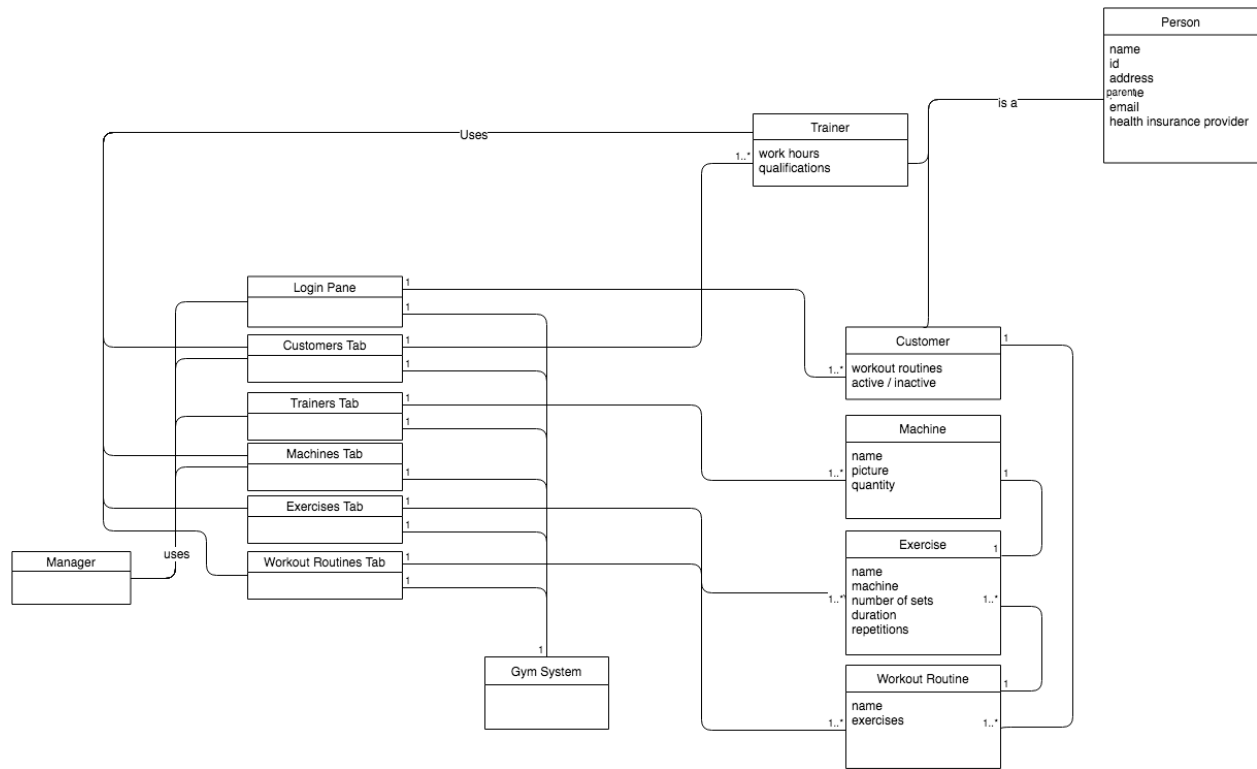 Person
name
id
address
parent
email
health insurance provider
is a
Trainer
work hours
qualifications
1..*
Uses
Login Pane
1
1
Customers Tab
1
1
Trainers Tab
1
1
Machines Tab
1
Exercises Tab
1
1
Workout Routines Tab
1
1
Manager
uses
Gym System
1
Customer
workout routines
active / inactive
1
1..*
Machine
name
picture
quantity
1..*
1
Exercise
name
machine
number of sets
duration
repetitions
1
1..*
1..*
Workout Routine
name
exercises
1
1..*
1..*